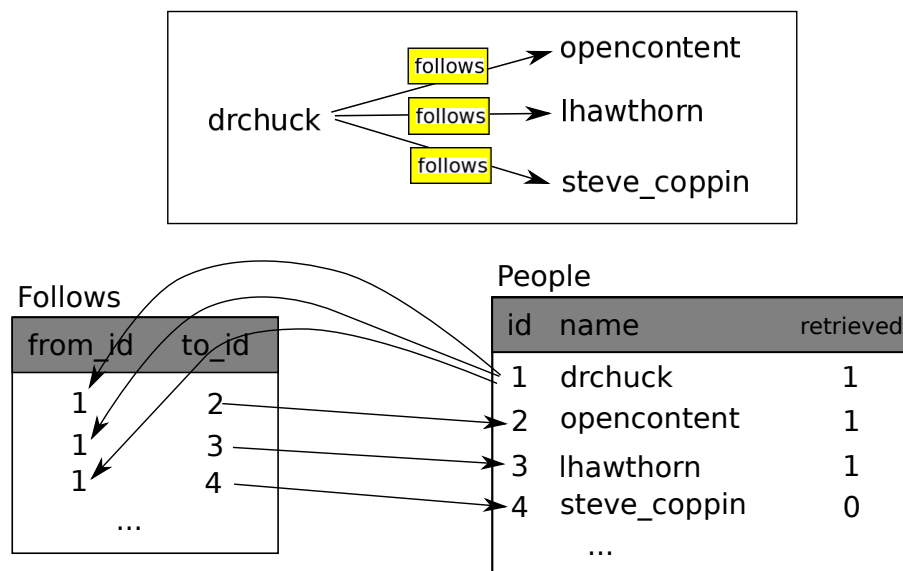 follows
opencontent
drchuck
follows
lhawthorn
follows
steve_coppin
Follows
from_id to_id
1 2
1 3
1 4
...
People
id name retrieved
1 drchuck 1
2 opencontent 1
3 lhawthorn 1
4 steve_coppin 0
...